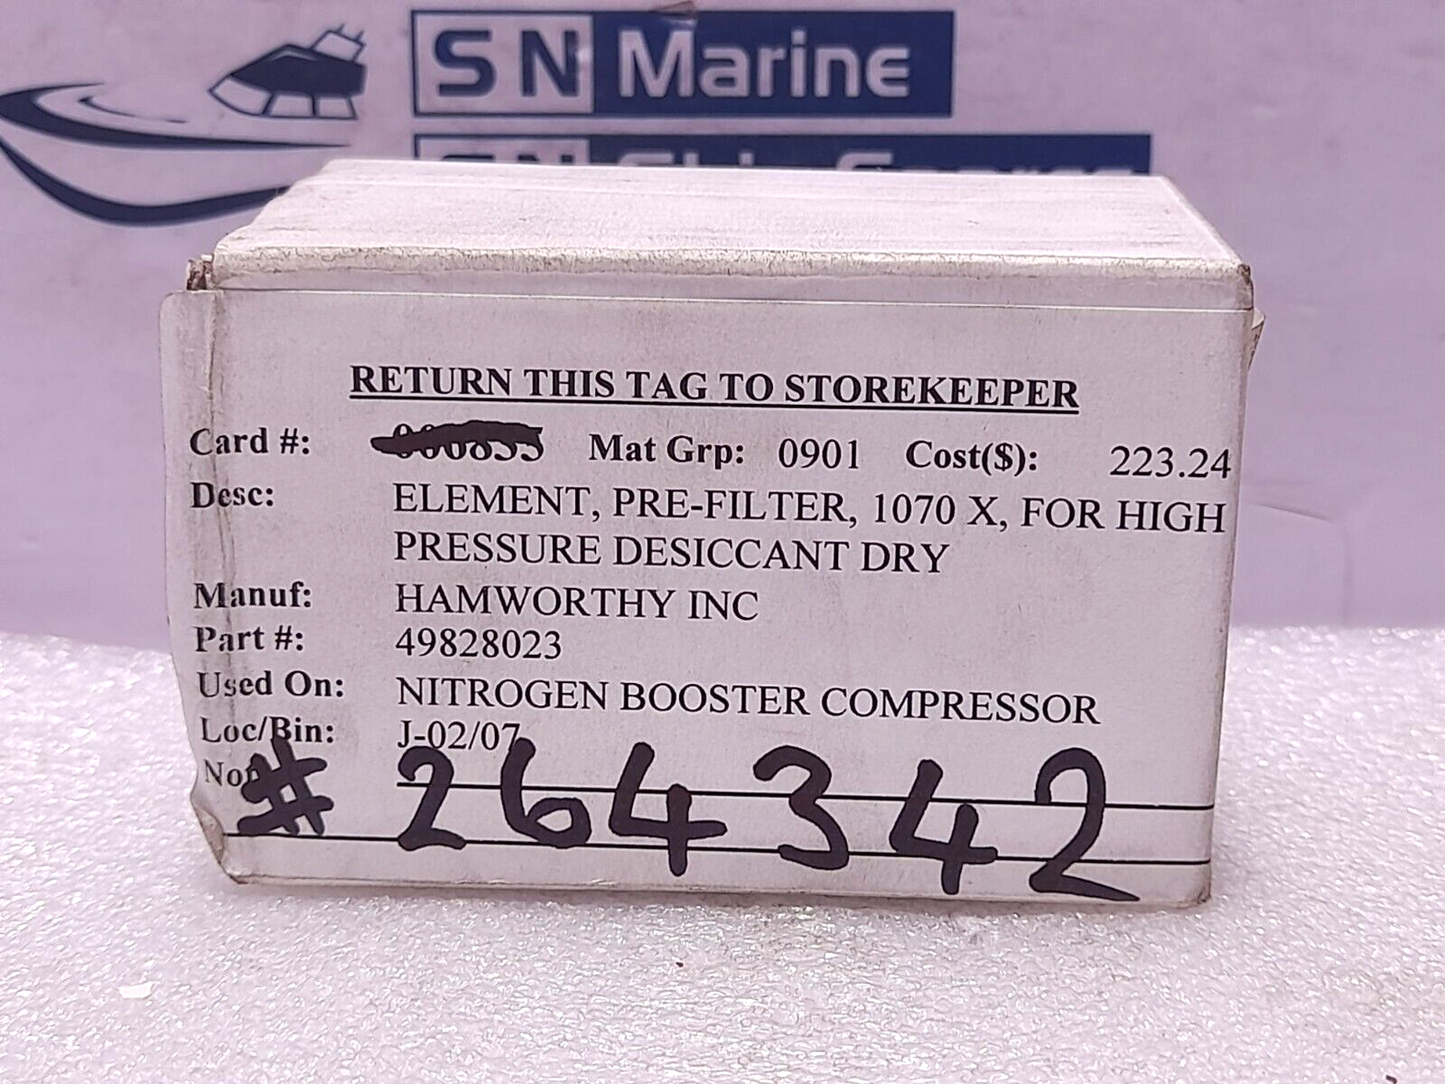 SN Marine
RETURN THIS TAG TO STOREKEEPER
Card #: Mat Grp: 0901 Cost($): 223.24
Desc: ELEMENT, PRE-FILTER, 1070 X, FOR HIGH
PRESSURE DESICCANT DRY
Manuf: HAMWORTHY INC
Part #: 49828023
Used On: NITROGEN BOOSTER COMPRESSOR
Loc/Bin: J-02/07
#264342